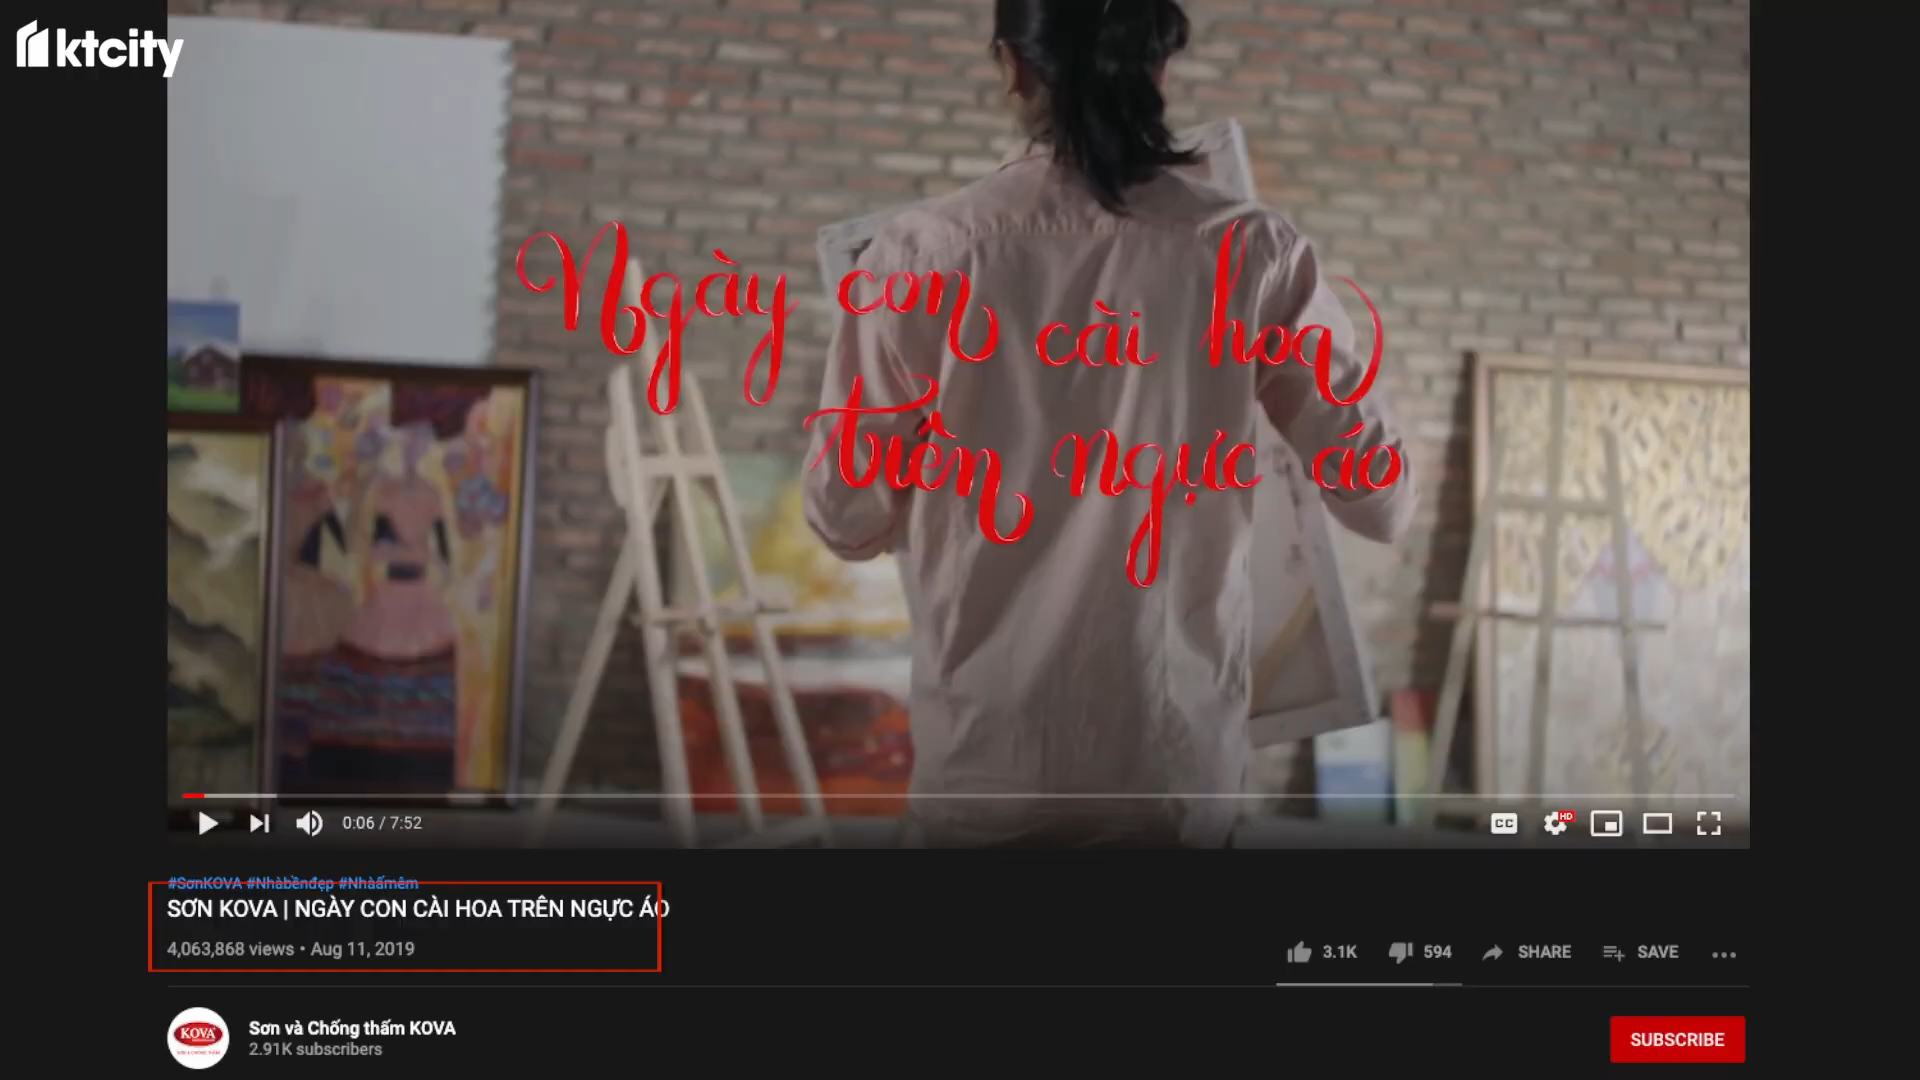 ktcity
Ngày con cài hoa
trên ngực áo
0:06 / 7:52
CC
HD
#SơnKOVA #Nhàbềnđẹp #Nhàấmêm
SƠN KOVA | NGÀY CON CÀI HOA TRÊN NGỰC ÁO
4,063,868 views • Aug 11, 2019
3.1K
594
SHARE
SAVE
KOVA
Sơn và Chống thấm KOVA
2.91K subscribers
SUBSCRIBE